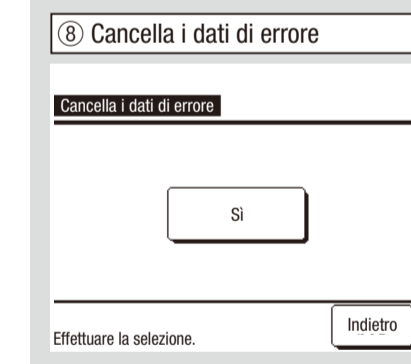 ⑧ Cancella i dati di errore
Cancella i dati di errore
Sì
Indietro
Effettuare la selezione.